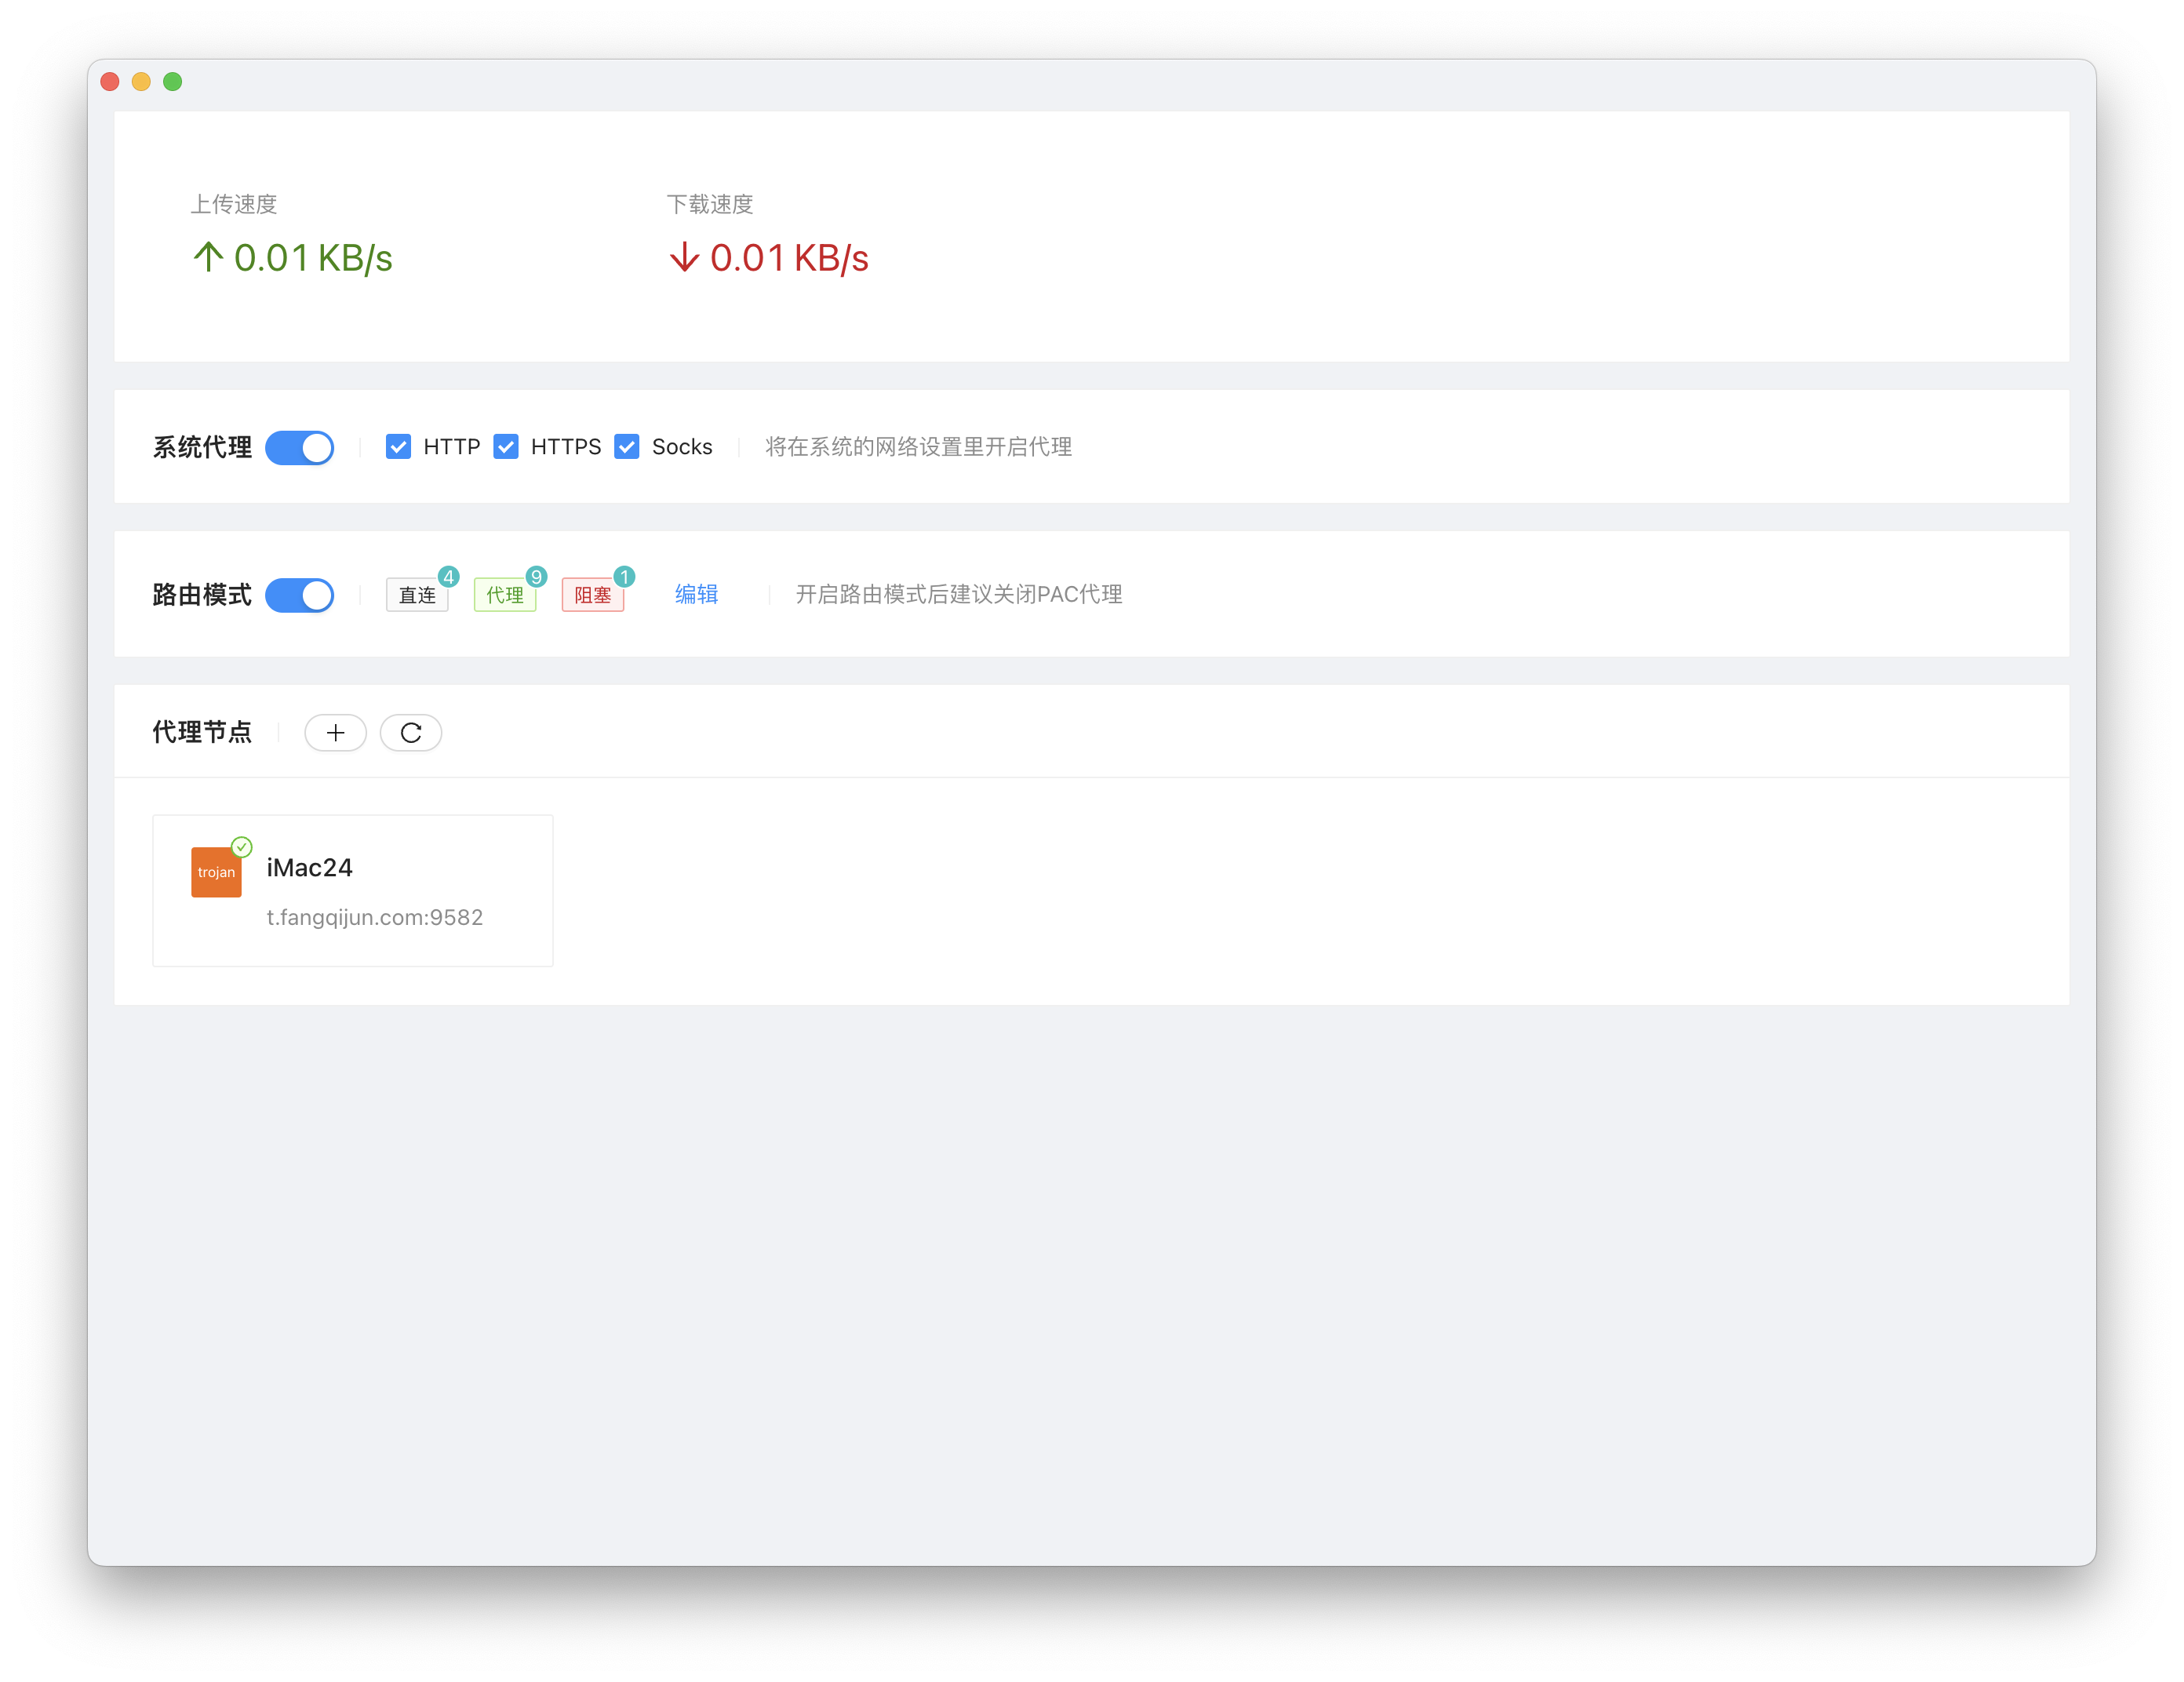 上传速度 下载速度
0.01 KB/s 0.01 KB/s
系统代理 HTTP HTTPS Socks 将在系统的网络设置里开启代理
路由模式 直连 4 代理 9 阻塞 1 编辑 开启路由模式后建议关闭PAC代理
代理节点
trojan iMac24
t.fangqijun.com:9582